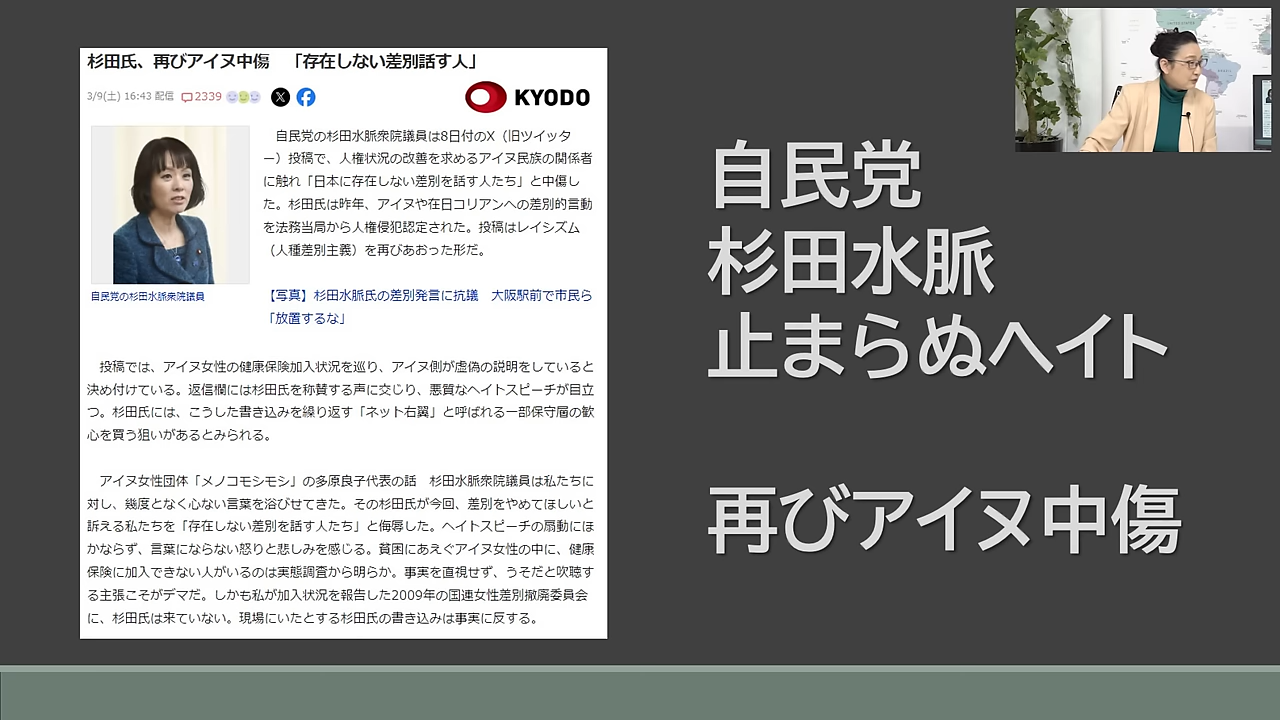 杉田氏、再びアイヌ中傷 「存在しない差別話す人」
3/9(土) 16:43 配信 2339
KYODO
自民党の杉田水脈衆院議員は8日付のX（旧ツイッタ
ー）投稿で、人権状況の改善を求めるアイヌ民族の関係者
に触れ「日本に存在しない差別を話す人たち」と中傷し
た。杉田氏は昨年、アイヌや在日コリアンへの差別的言動
を法務当局から人権侵犯認定された。投稿はレイシズム
（人種差別主義）を再びあおった形だ。
自民党の杉田水脈衆院議員
【写真】杉田水脈氏の差別発言に抗議 大阪駅前で市民ら
「放置するな」
投稿では、アイヌ女性の健康保険加入状況を巡り、アイヌ側が虚偽の説明をしていると
決め付けている。返信欄には杉田氏を称賛する声に交じり、悪質なヘイトスピーチが目立
つ。杉田氏には、こうした書き込みを繰り返す「ネット右翼」と呼ばれる一部保守層の歓
心を買う狙いがあるとみられる。
アイヌ女性団体「メノコモシモシ」の多原良子代表の話 杉田水脈衆院議員は私たちに
対し、幾度となく心ない言葉を浴びせてきた。その杉田氏が今回、差別をやめてほしいと
訴える私たちを「存在しない差別を話す人たち」と侮辱した。ヘイトスピーチの扇動にほ
かならず、言葉にならない怒りと悲しみを感じる。貧困にあえぐアイヌ女性の中に、健康
保険に加入できない人がいるのは実態調査から明らか。事実を直視せず、うそだと吹聴す
る主張こそがデマだ。しかも私が加入状況を報告した2009年の国連女性差別撤廃委員会
に、杉田氏は来ていない。現場にいたとする杉田氏の書き込みは事実に反する。
自民党
杉田水脈
止まらぬヘイト
再びアイヌ中傷